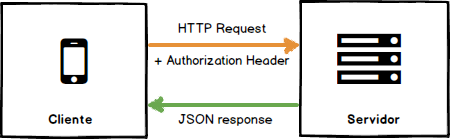 HTTP Request
+ Authorization Header
JSON response
Cliente
Servidor